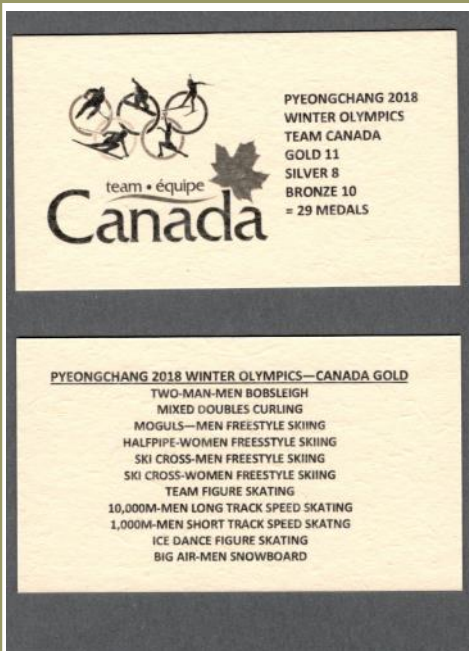 PYEONGCHANG 2018
WINTER OLYMPICS
TEAM CANADA
GOLD 11
SILVER 8
BRONZE 10
= 29 MEDALS
team • équipe
Canada
PYEONGCHANG 2018 WINTER OLYMPICS—CANADA GOLD
TWO-MAN-MEN BOBSLEIGH
MIXED DOUBLES CURLING
MOGULS—MEN FREESTYLE SKIING
HALFPIPE-WOMEN FREESSTYLE SKIING
SKI CROSS-MEN FREESTYLE SKIING
SKI CROSS-WOMEN FREESTYLE SKIING
TEAM FIGURE SKATING
10,000M-MEN LONG TRACK SPEED SKATING
1,000M-MEN SHORT TRACK SPEED SKATNG
ICE DANCE FIGURE SKATING
BIG AIR-MEN SNOWBOARD